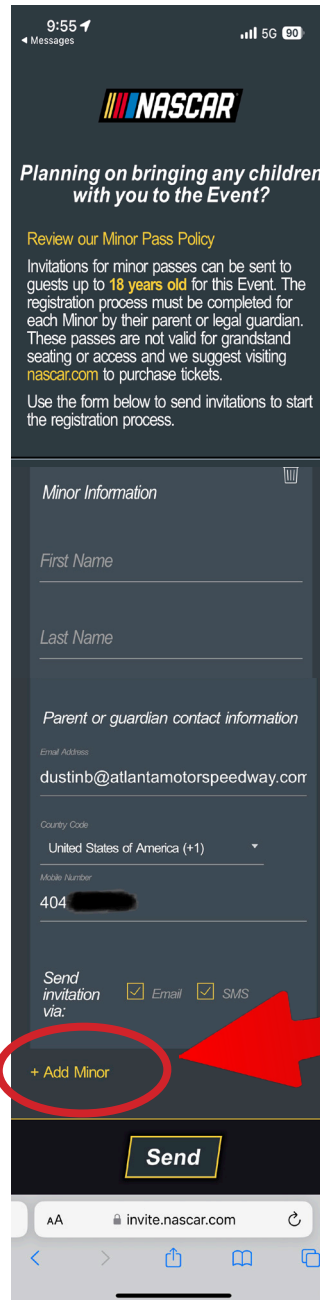 9:55
Messages
5G 90
NASCAR
Planning on bringing any children
with you to the Event?
Review our Minor Pass Policy
Invitations for minor passes can be sent to
guests up to 18 years old for this Event. The
registration process must be completed for
each Minor by their parent or legal guardian.
These passes are not valid for grandstand
seating or access and we suggest visiting
nascar.com to purchase tickets.
Use the form below to send invitations to start
the registration process.
Minor Information
First Name
Last Name
Parent or guardian contact information
Email Address
dustinb@atlantamotorspeedway.com
Country Code
United States of America (+1)
Mobile Number
404
Send
invitation
via:
Email
SMS
+ Add Minor
Send
AA
invite.nascar.com